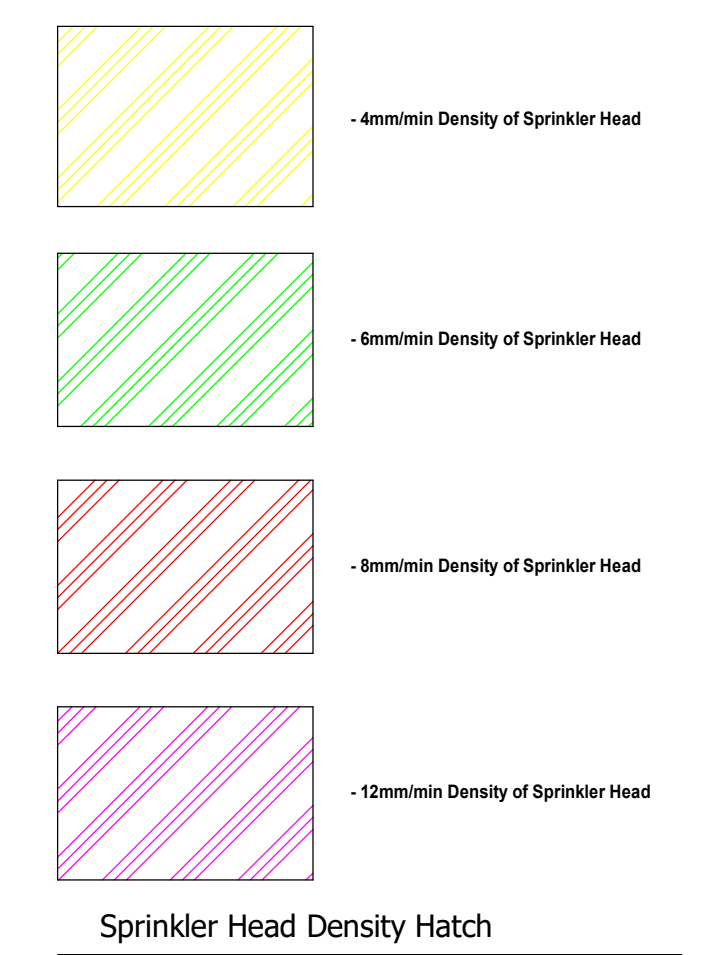 - 4mm/min Density of Sprinkler Head
- 6mm/min Density of Sprinkler Head
- 8mm/min Density of Sprinkler Head
- 12mm/min Density of Sprinkler Head
Sprinkler Head Density Hatch